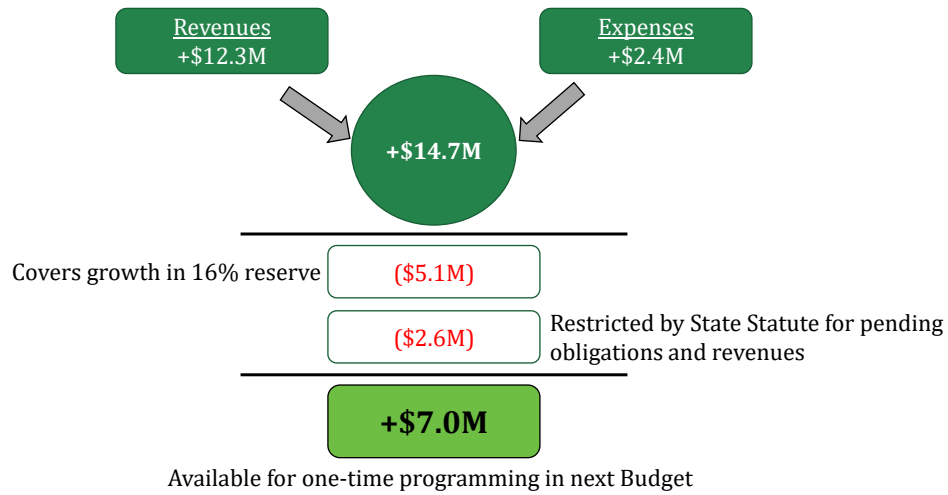 Revenues
+$12.3M
Expenses
+$2.4M
+$14.7M
Covers growth in 16% reserve
($5.1M)
($2.6M)
Restricted by State Statute for pending
obligations and revenues
+$7.0M
Available for one-time programming in next Budget